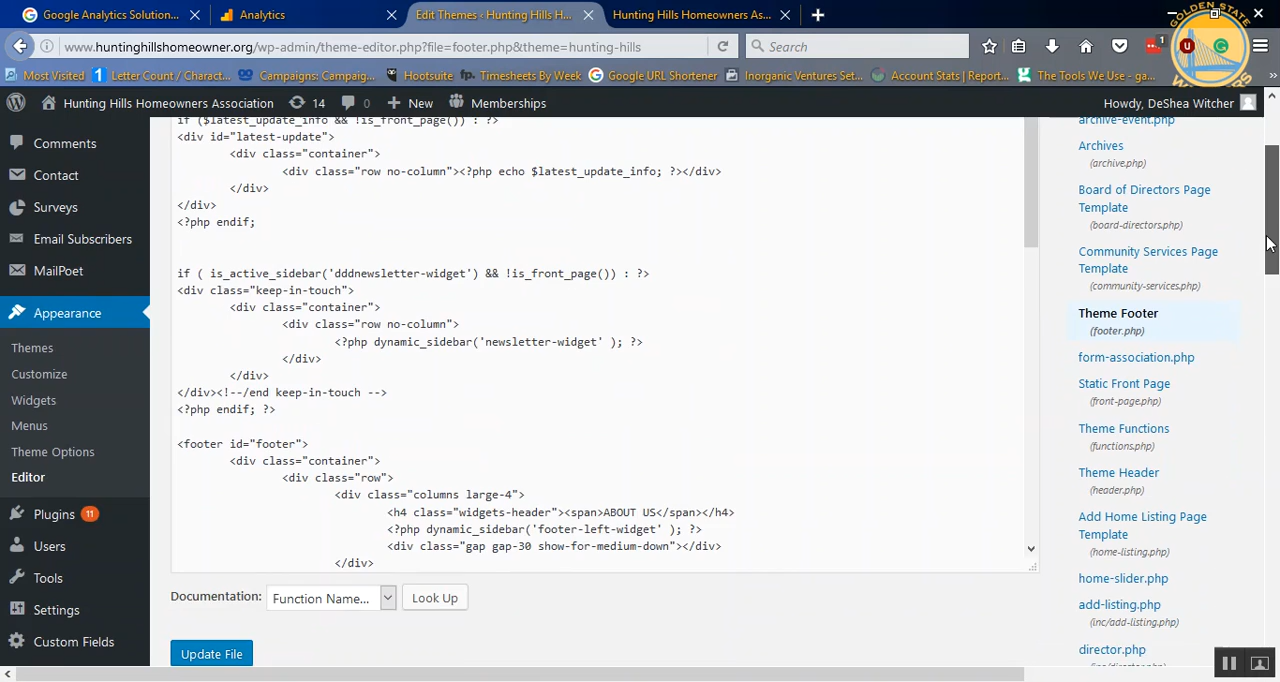 Google Analytics Solution...
Analytics
Edit Themes ‹ Hunting Hills H...
Hunting Hills Homeowners As...
www.huntinghillshomeowner.org/wp-admin/theme-editor.php?file=footer.php&theme=hunting-hills
Search
1
GOLDEN STATE
Most Visited
Letter Count / Charact...
Campaigns: Campaig...
Hootsuite
Timesheets By Week
Google URL Shortener
Inorganic Ventures Set...
Account Stats | Report...
The Tools We Use - ga...
Hunting Hills Homeowners Association
14
0
New
Memberships
Howdy, DeShea Witcher
Comments
Contact
Surveys
Email Subscribers
MailPoet
Appearance
Themes
Customize
Widgets
Menus
Theme Options
Editor
Plugins 11
Users
Tools
Settings
Custom Fields
if ($latest_update_info && !is_front_page()) : ?>
<div id="latest-update">
<div class="container">
<div class="row no-column"><?php echo $latest_update_info; ?></div>
</div>
</div>
<?php endif;
if ( is_active_sidebar('dddnewsletter-widget') && !is_front_page()) : ?>
<div class="keep-in-touch">
<div class="container">
<div class="row no-column">
<?php dynamic_sidebar('newsletter-widget' ); ?>
</div>
</div>
</div><!--/end keep-in-touch -->
<?php endif; ?>
<footer id="footer">
<div class="container">
<div class="row">
<div class="columns large-4">
<h4 class="widgets-header"><span>ABOUT US</span></h4>
<?php dynamic_sidebar('footer-left-widget' ); ?>
<div class="gap gap-30 show-for-medium-down"></div>
</div>
Documentation:
Function Name...
Look Up
Update File
archive-event.php
Archives
(archive.php)
Board of Directors Page
Template
(board-directors.php)
Community Services Page
Template
(community-services.php)
Theme Footer
(footer.php)
form-association.php
Static Front Page
(front-page.php)
Theme Functions
(functions.php)
Theme Header
(header.php)
Add Home Listing Page
Template
(home-listing.php)
home-slider.php
add-listing.php
(inc/add-listing.php)
director.php
(inc/director.php)